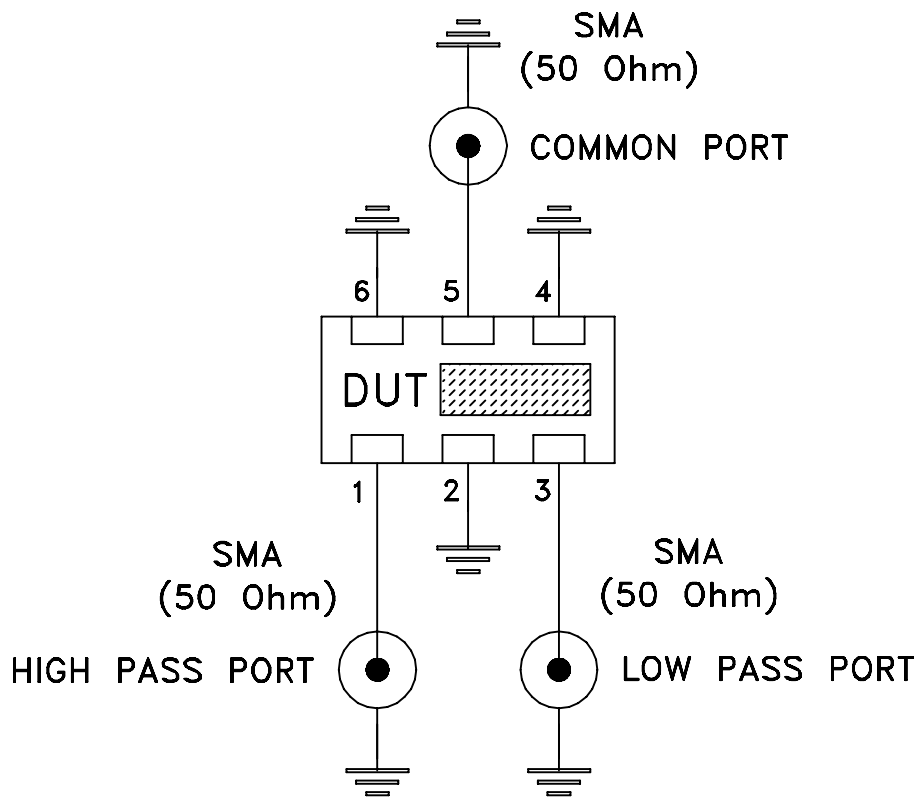 SMA
(50 Ohm)
COMMON PORT
6 5 4
DUT
1 2 3
SMA
(50 Ohm)
HIGH PASS PORT
SMA
(50 Ohm)
LOW PASS PORT